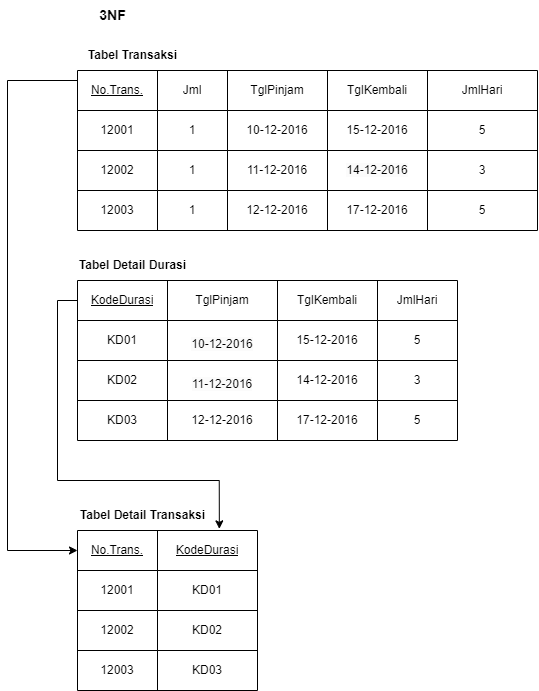 3NF
Tabel Transaksi
No.Trans. Jml TglPinjam TglKembali JmlHari
12001 1 10-12-2016 15-12-2016 5
12002 1 11-12-2016 14-12-2016 3
12003 1 12-12-2016 17-12-2016 5
Tabel Detail Durasi
KodeDurasi TglPinjam TglKembali JmlHari
KD01 10-12-2016 15-12-2016 5
KD02 11-12-2016 14-12-2016 3
KD03 12-12-2016 17-12-2016 5
Tabel Detail Transaksi
No.Trans. KodeDurasi
12001 KD01
12002 KD02
12003 KD03